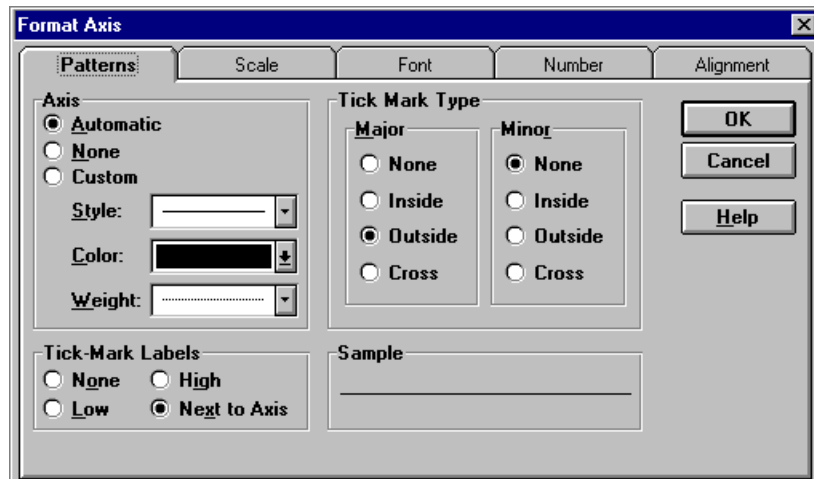 Format Axis
Patterns Scale Font Number Alignment
Axis
Automatic
None
Custom
Style:
Color:
Weight:
Tick-Mark Labels
None High
Low Next to Axis
Tick Mark Type
Major
None
Inside
Outside
Cross
Minor
None
Inside
Outside
Cross
Sample
OK
Cancel
Help